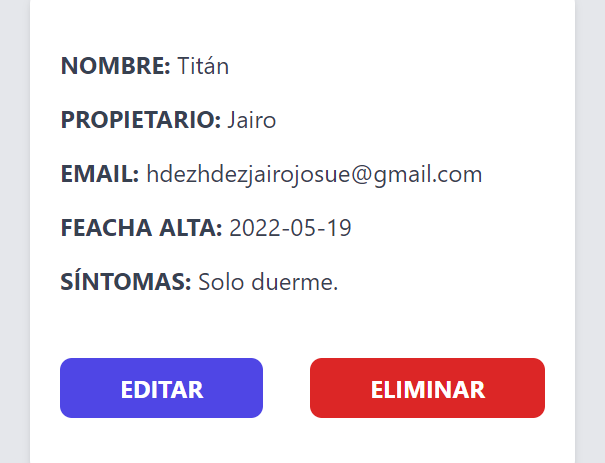 NOMBRE: Titán
PROPIETARIO: Jairo
EMAIL: hdezhdezjairojosue@gmail.com
FEACHA ALTA: 2022-05-19
SÍNTOMAS: Solo duerme.
EDITAR
ELIMINAR